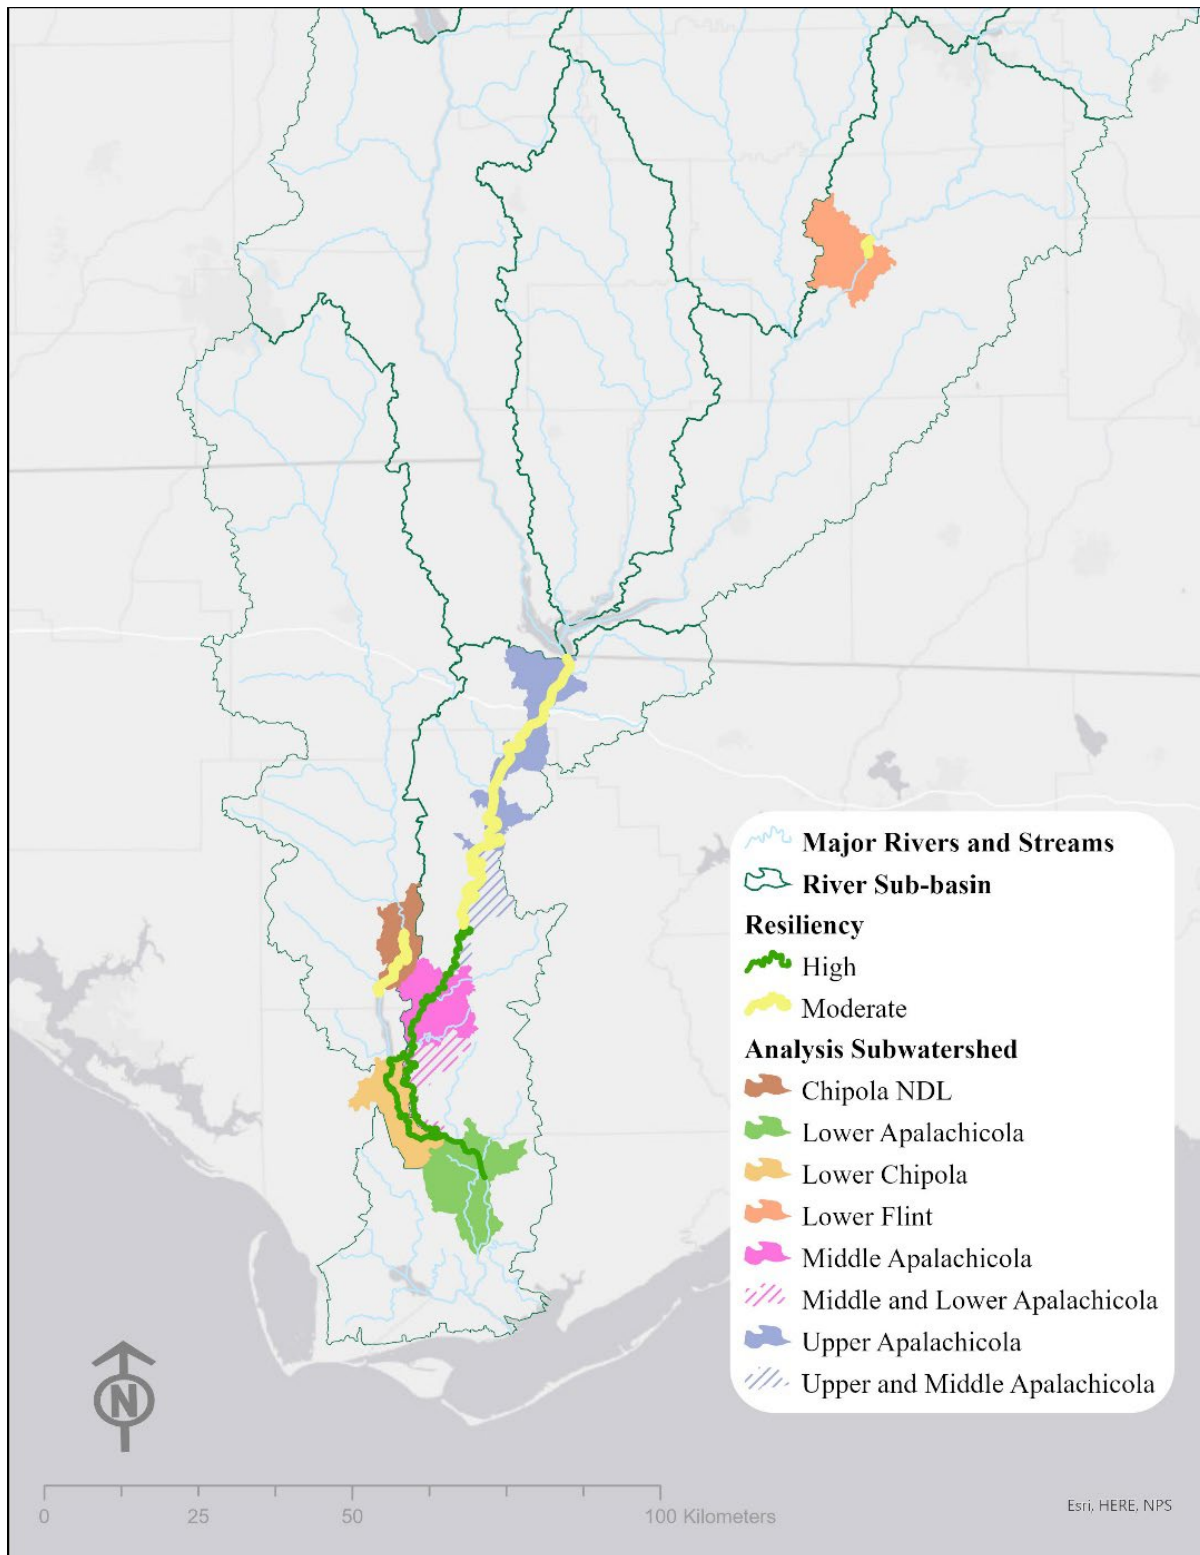 Major Rivers and Streams
River Sub-basin
Resiliency
High
Moderate
Analysis Subwatershed
Chipola NDL
Lower Apalachicola
Lower Chipola
Lower Flint
Middle Apalachicola
Middle and Lower Apalachicola
Upper Apalachicola
Upper and Middle Apalachicola
N
0 25 50 100 Kilometers
Esri, HERE, NPS